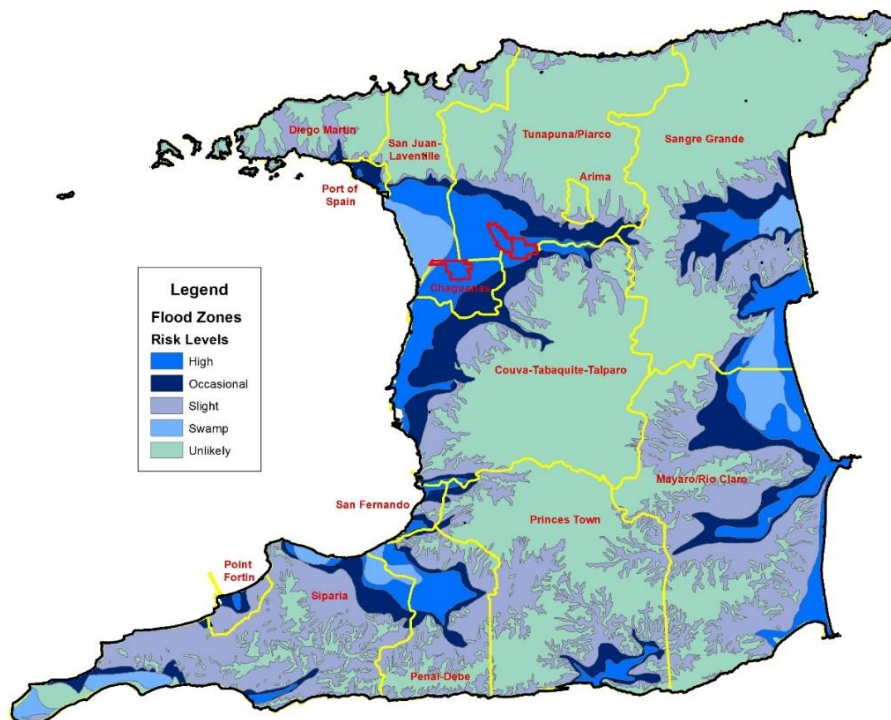 Diego Martin
San Juan-
Laventille
Tunapuna/Piarco
Sangre Grande
Arima
Port of
Spain
Legend
Flood Zones
Risk Levels
High
Occasional
Slight
Swamp
Unlikely
Chaguanas
Couva-Tabaquite-Talparo
Mayaro/Rio Claro
San Fernando
Princes Town
Point
Fortin
Siparia
Penal-Debe